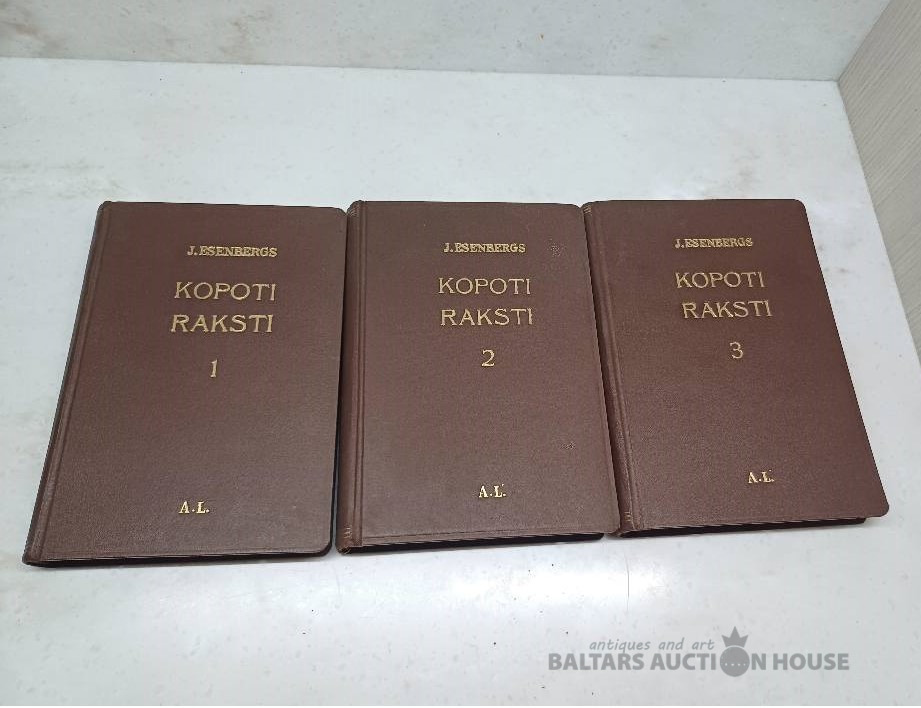 J. ESENBERGS
KOPOTI
RAKSTI
1
A.L.
J. ESENBERGS
KOPOTI
RAKSTI
2
A.L.
J. ESENBERGS
KOPOTI
RAKSTI
3
A.L.
antiques and art
BALTARS AUCTION HOUSE